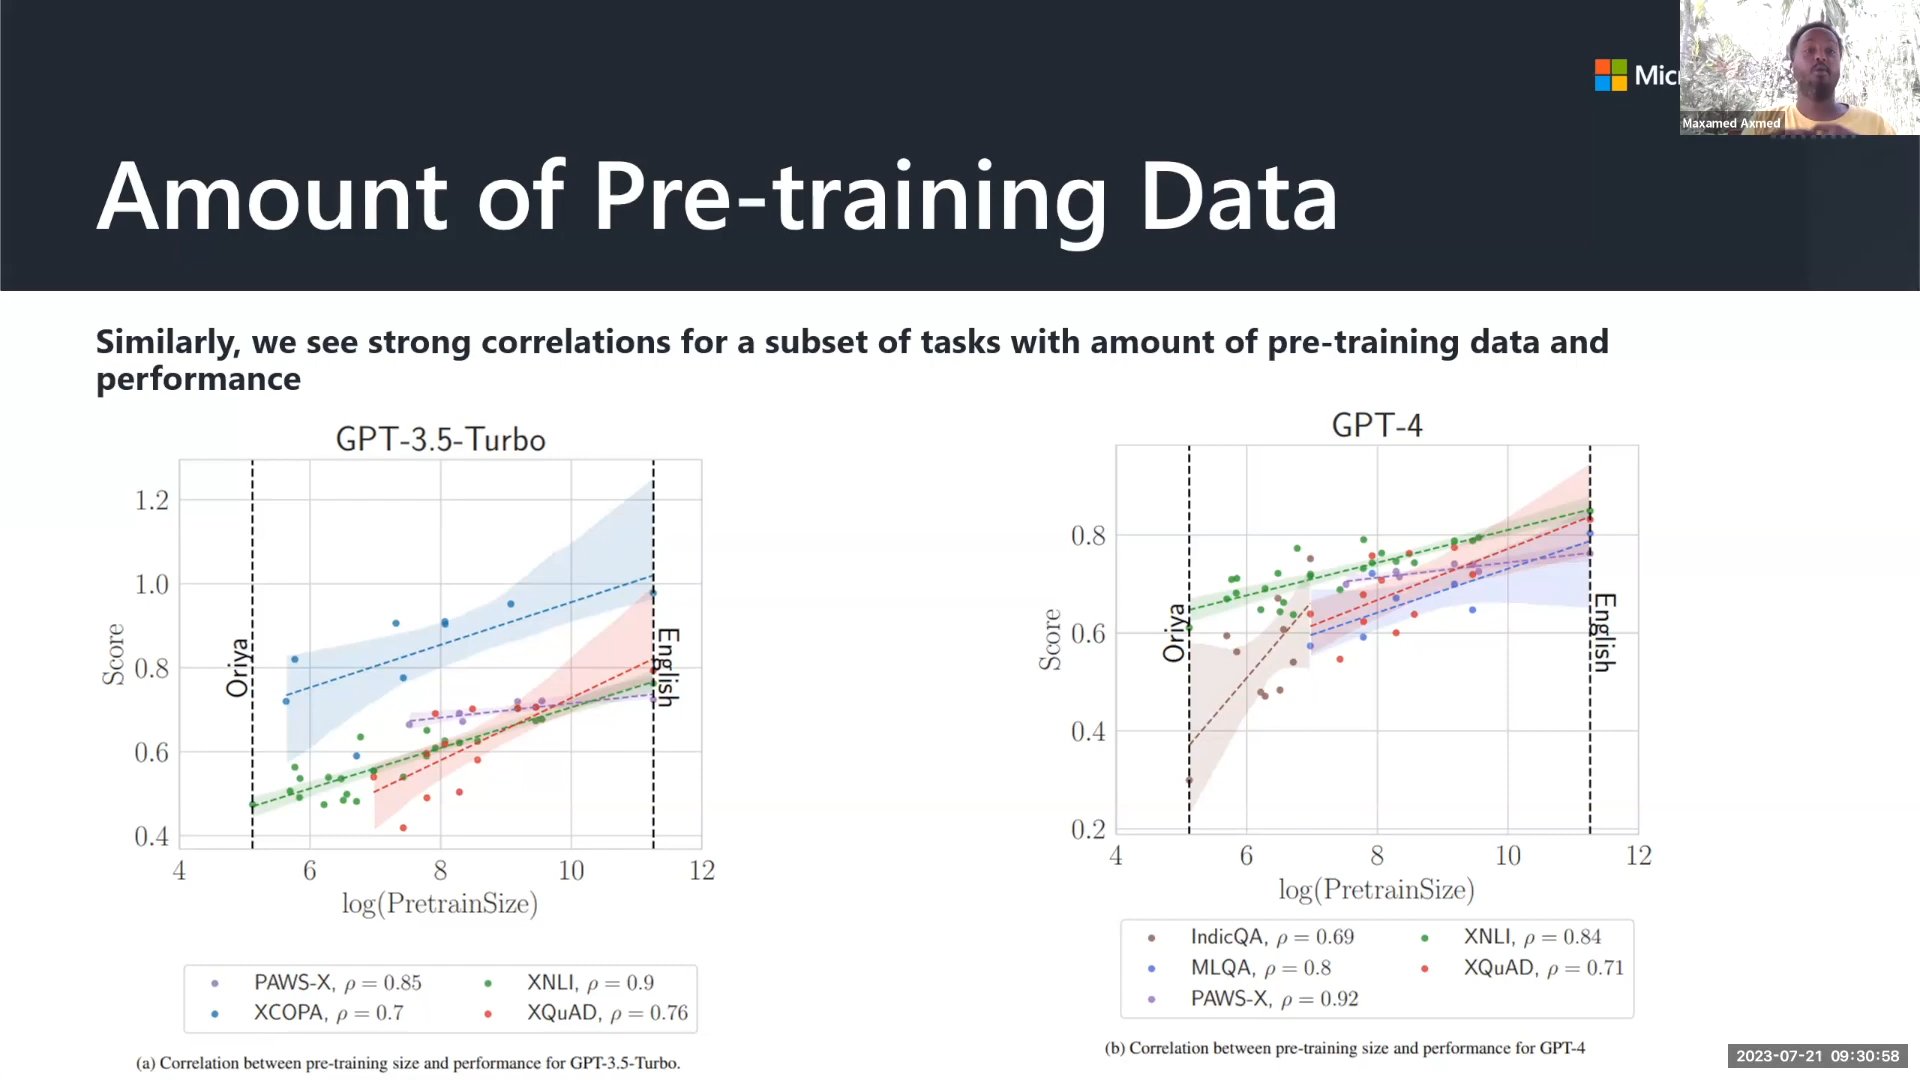 Mic
Maxamed Axmed
Amount of Pre-training Data
Similarly, we see strong correlations for a subset of tasks with amount of pre-training data and
performance
GPT-3.5-Turbo
1.2
1.0
0.8
0.6
0.4
Score
Oriya
English
4 6 8 10 12
log(PretrainSize)
PAWS-X, ρ = 0.85
XNLI, ρ = 0.9
XCOPA, ρ = 0.7
XQuAD, ρ = 0.76
(a) Correlation between pre-training size and performance for GPT-3.5-Turbo.
GPT-4
0.8
0.6
0.4
0.2
Score
Oriya
English
4 6 8 10 12
log(PretrainSize)
IndicQA, ρ = 0.69
XNLI, ρ = 0.84
MLQA, ρ = 0.8
XQuAD, ρ = 0.71
PAWS-X, ρ = 0.92
(b) Correlation between pre-training size and performance for GPT-4
2023-07-21 09:30:58